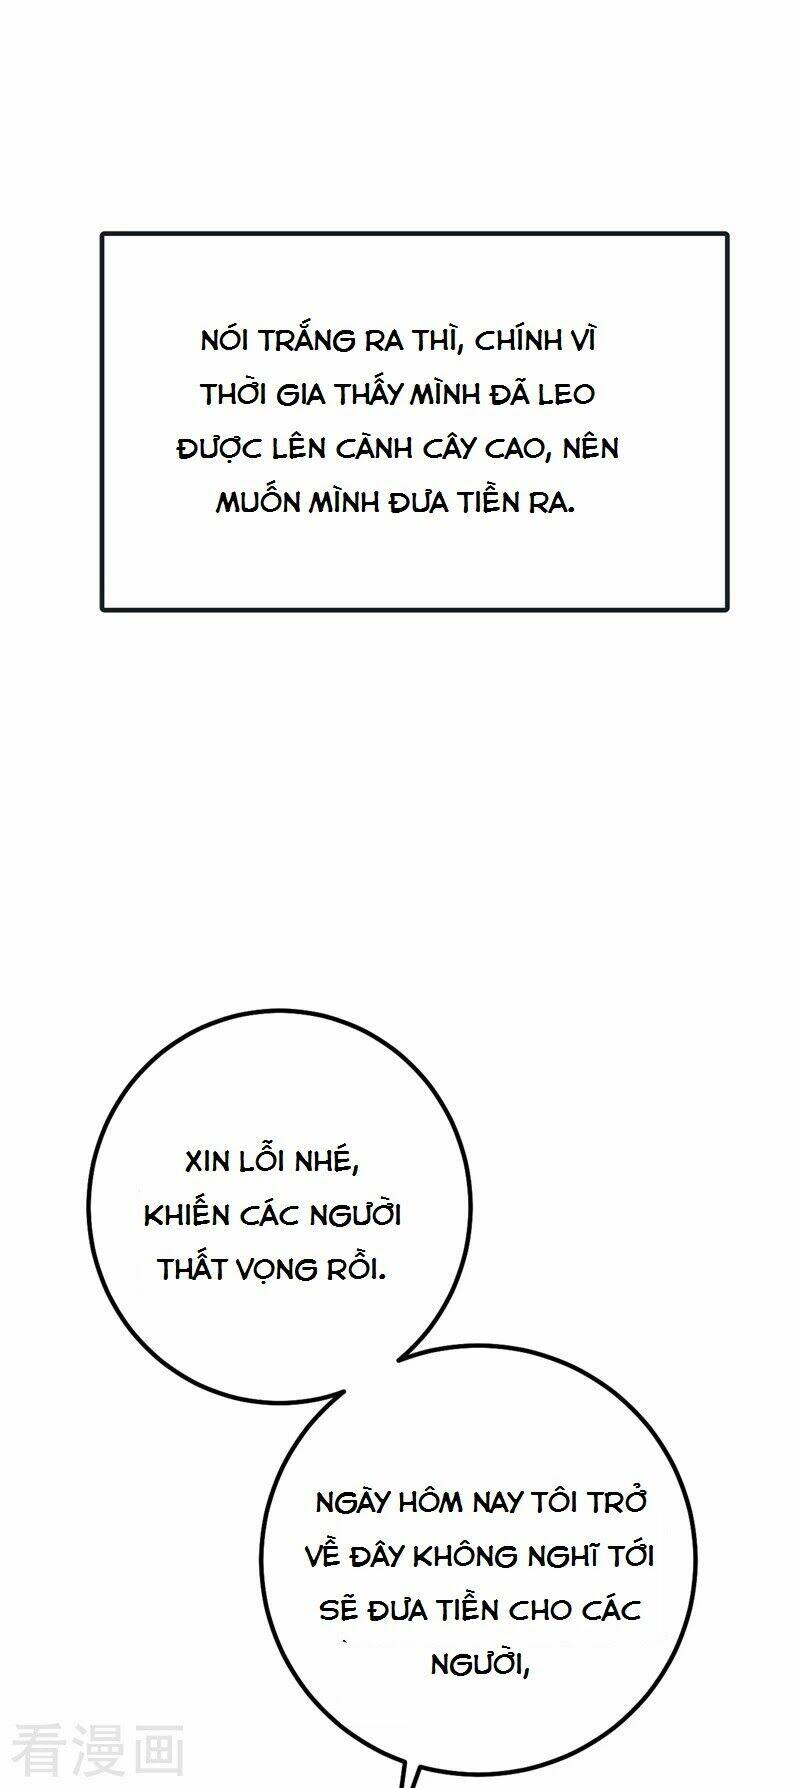 NÓI TRẮNG RA THÌ, CHÍNH VÌ
THỜI GIA THẤY MÌNH ĐÃ LEO
ĐƯỢC LÊN CÀNH CÂY CAO, NÊN
MUỐN MÌNH ĐƯA TIỀN RA.
XIN LỖI NHÉ,
KHIẾN CÁC NGƯỜI
THẤT VỌNG RỒI.
NGÀY HÔM NAY TÔI TRỞ
VỀ ĐÂY KHÔNG NGHĨ TỚI
SẼ ĐƯA TIỀN CHO CÁC
NGƯỜI,
看漫画